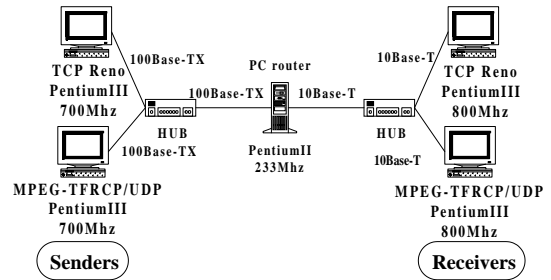 100Base-TX
TCP Reno
PentiumIII
700Mhz
100Base-TX
HUB
100Base-TX
MPEG-TFRCP/UDP
PentiumIII
700Mhz
Senders
PC router
PentiumII
233Mhz
10Base-T
10Base-T
TCP Reno
PentiumIII
800Mhz
HUB
10Base-T
MPEG-TFRCP/UDP
PentiumIII
800Mhz
Receivers